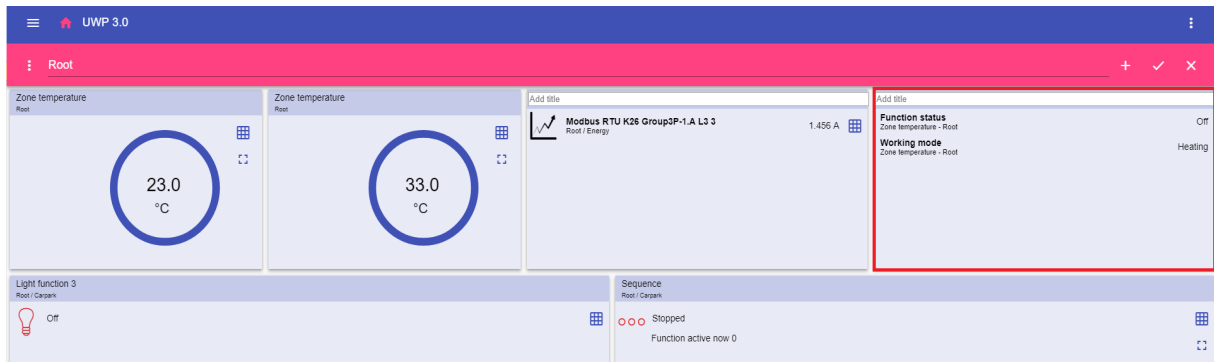 UWP 3.0
Root
Zone temperature
Root
23.0
°C
Zone temperature
Root
33.0
°C
Add title
Modbus RTU K26 Group3P-1.A L3 3
Root / Energy
1.456 A
Add title
Function status
Zone temperature - Root
Off
Working mode
Zone temperature - Root
Heating
Light function 3
Root / Carpark
Off
Sequence
Root / Carpark
Stopped
Function active now 0